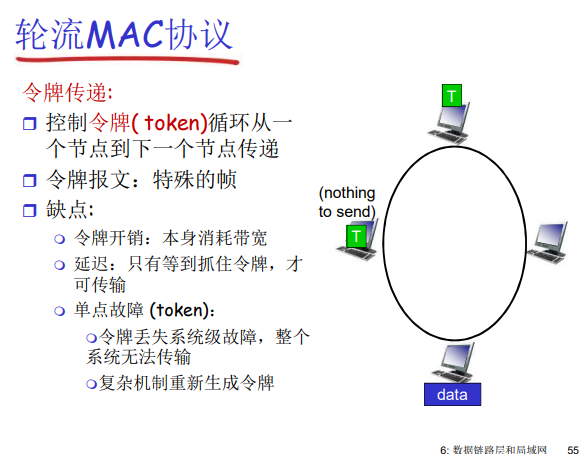 轮流MAC协议
令牌传递:
控制令牌( token)循环从一
个节点到下一个节点传递
令牌报文：特殊的帧
缺点:
令牌开销：本身消耗带宽
延迟：只有等到抓住令牌，才
可传输
单点故障 (token)：
令牌丢失系统级故障，整个
系统无法传输
复杂机制重新生成令牌
T
(nothing
to send)
T
data
6: 数据链路层和局域网 55